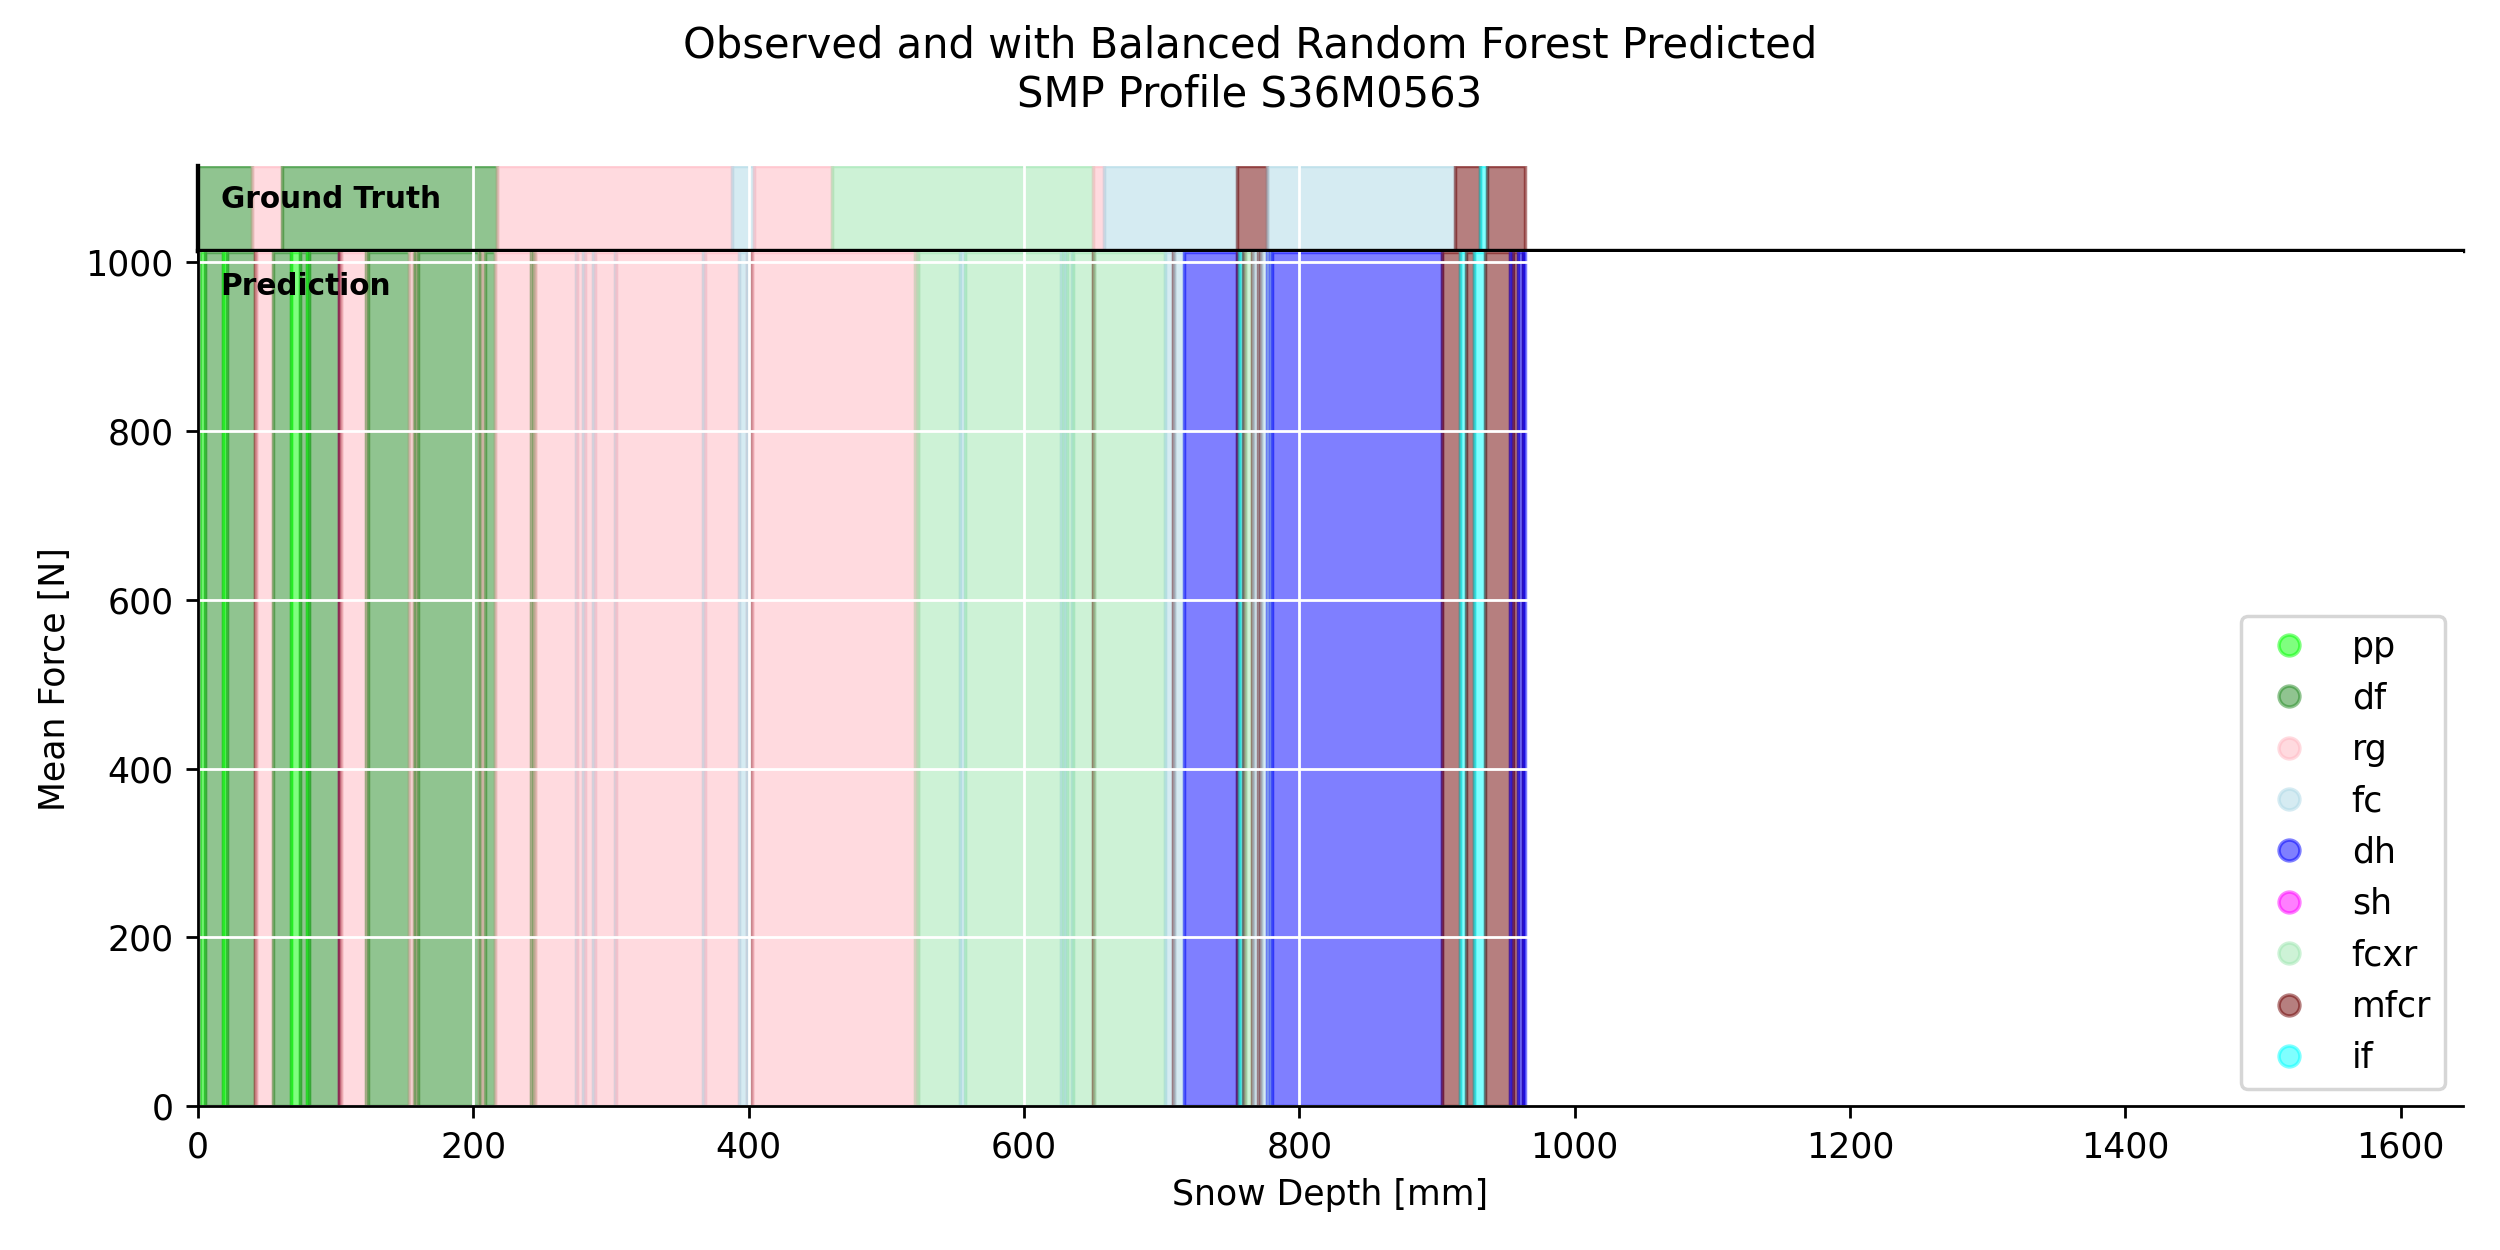 Observed and with Balanced Random Forest Predicted
SMP Profile S36M0563
Ground Truth
Prediction
1000
800
600
400
200
0
Mean Force [N]
0 200 400 600 800 1000 1200 1400 1600
Snow Depth [mm]
pp
df
rg
fc
dh
sh
fcxr
mfcr
if